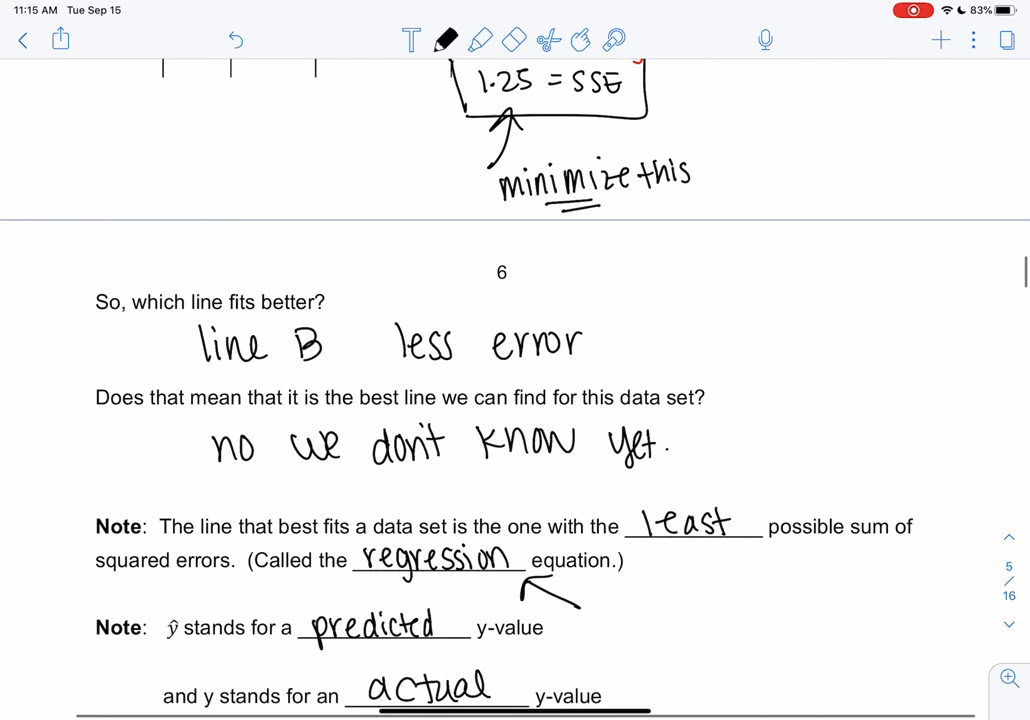 11:15 AM Tue Sep 15
83%
1.25 = SSE
minimize this
6
So, which line fits better?
line B less error
Does that mean that it is the best line we can find for this data set?
no we don't know yet.
Note: The line that best fits a data set is the one with the least possible sum of
squared errors. (Called the regression equation.)
Note: ŷ stands for a predicted y-value
and y stands for an actual y-value
5
/
16